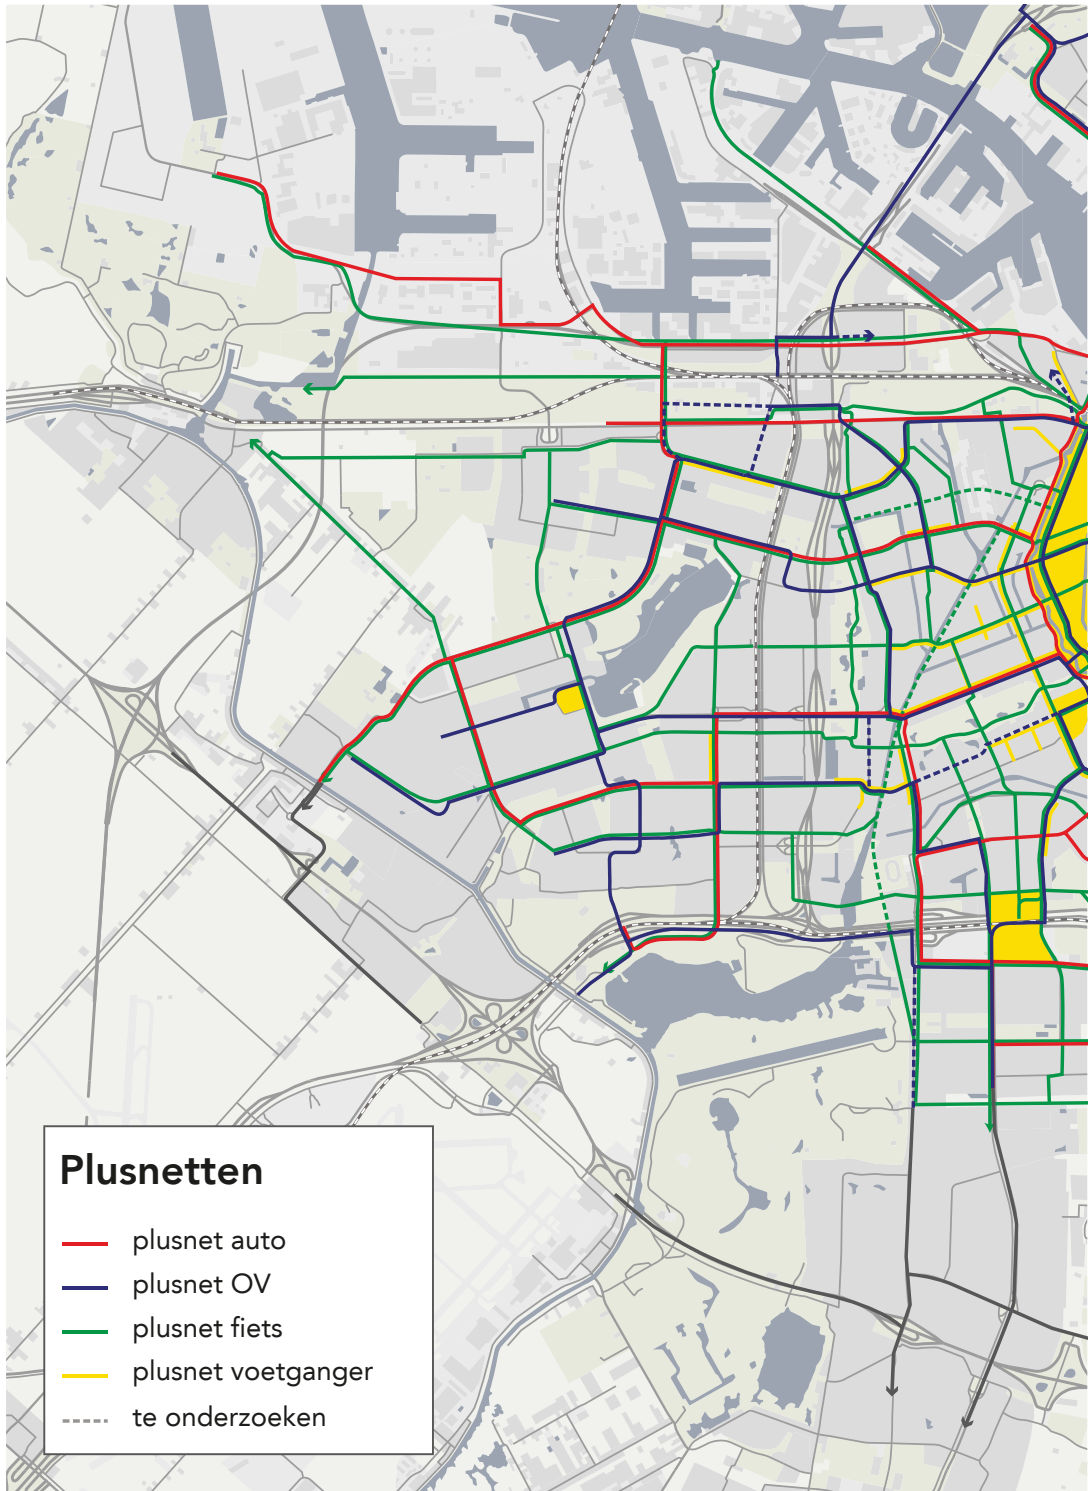 Plusnetten
plusnet auto
plusnet OV
plusnet fiets
plusnet voetganger
te onderzoeken